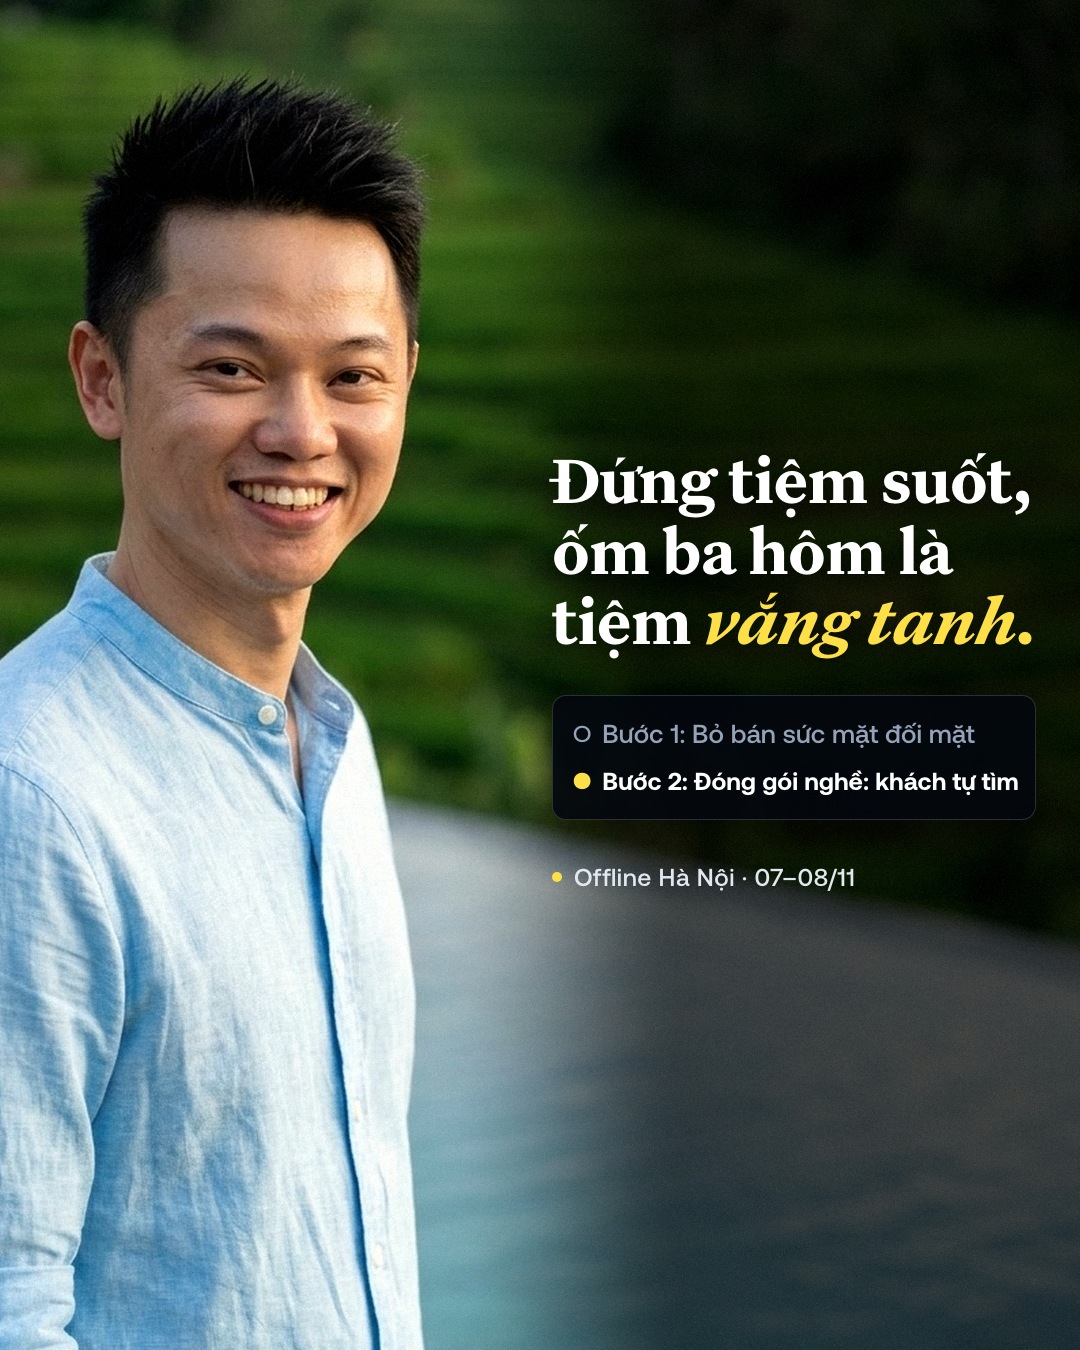 Đứng tiệm suốt,
ốm ba hôm là
tiệm vắng tanh.
Bước 1: Bỏ bán sức mặt đối mặt
Bước 2: Đóng gói nghề: khách tự tìm
Offline Hà Nội · 07–08/11